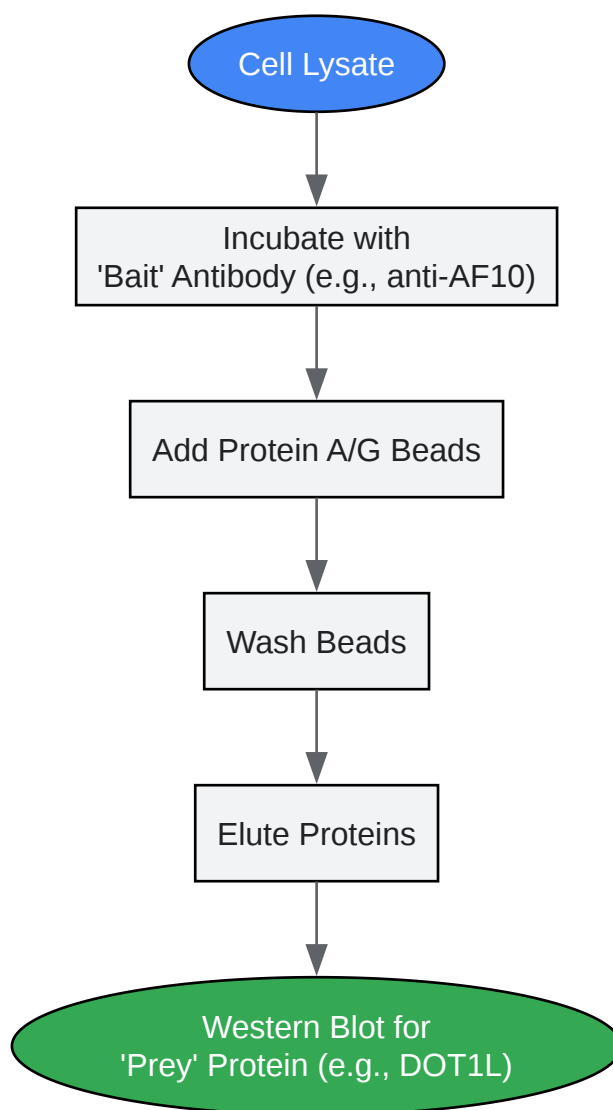 Cell Lysate
Incubate with
'Bait' Antibody (e.g., anti-AF10)
Add Protein A/G Beads
Wash Beads
Elute Proteins
Western Blot for
'Prey' Protein (e.g., DOT1L)